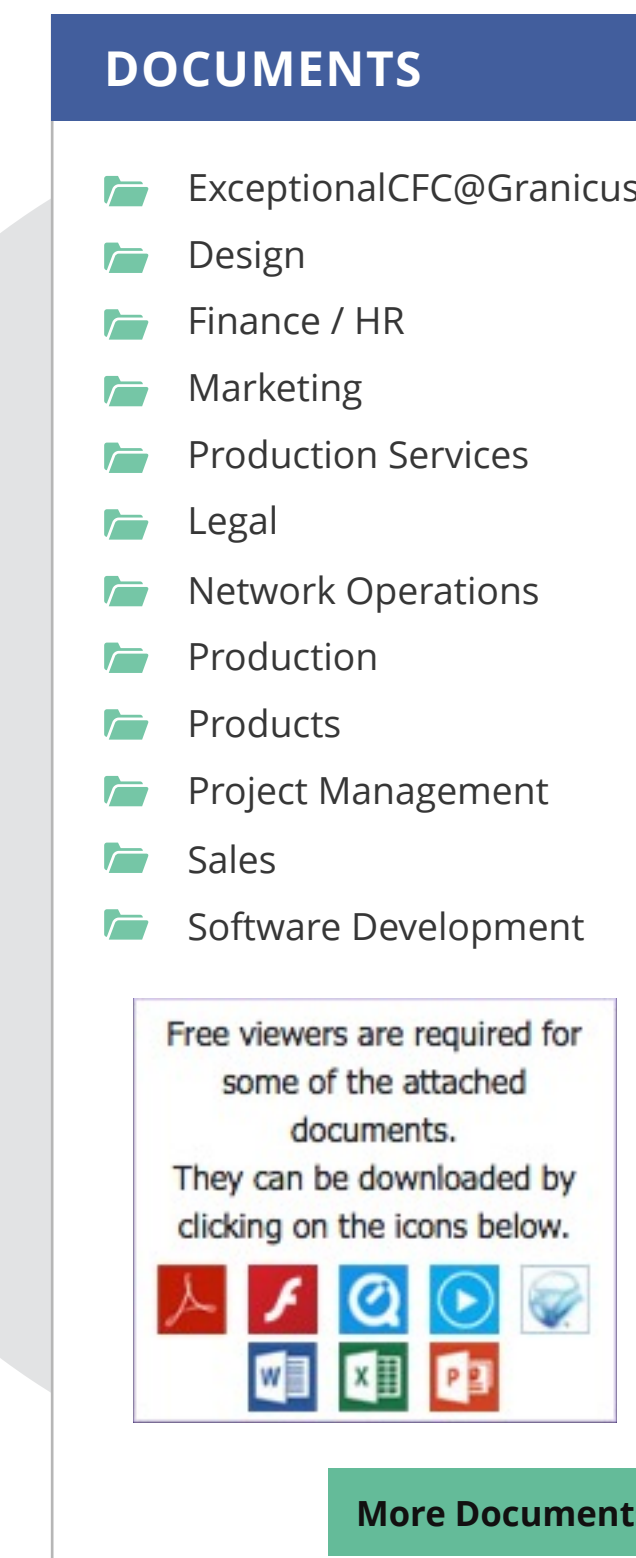 DOCUMENTS
ExceptionalCFC@Granicus
Design
Finance / HR
Marketing
Production Services
Legal
Network Operations
Production
Products
Project Management
Sales
Software Development
Free viewers are required for
some of the attached
documents.
They can be downloaded by
clicking on the icons below.
W X P
More Document